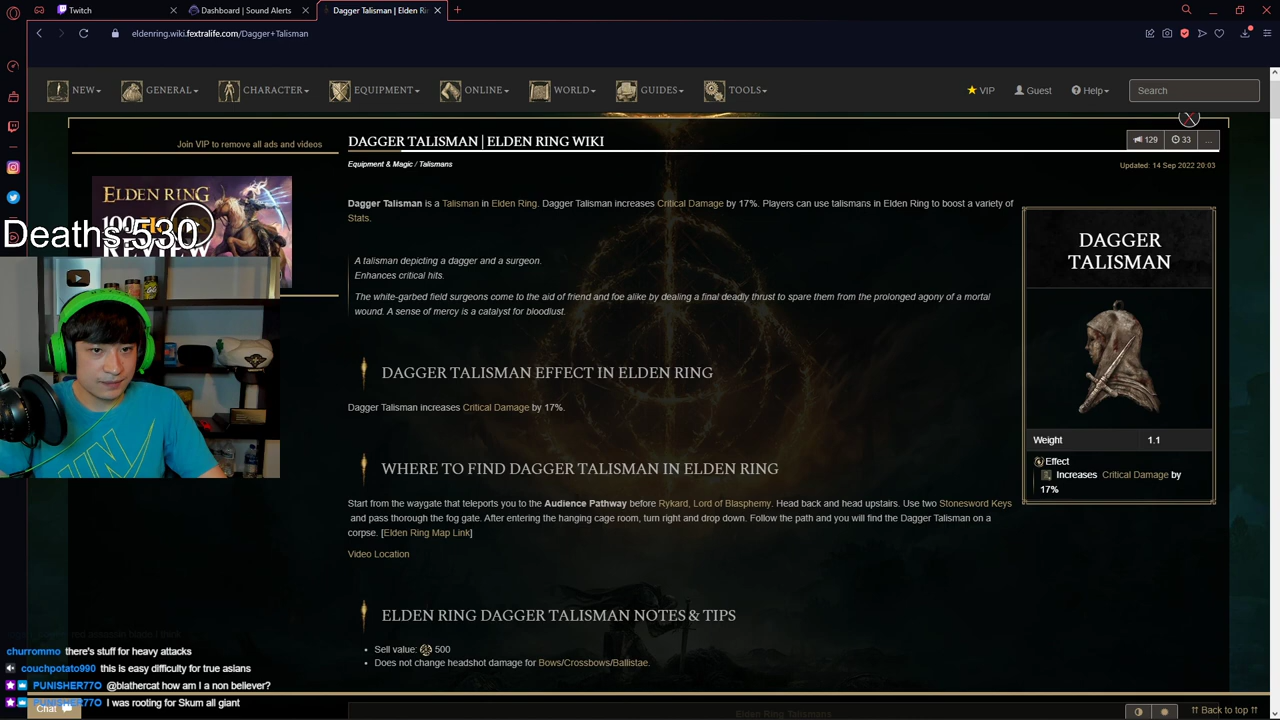 Twitch
Dashboard | Sound Alerts
Dagger Talisman | Elden Ri
eldenring.wiki.fextralife.com/Dagger+Talisman
NEW
GENERAL
CHARACTER
EQUIPMENT
ONLINE
WORLD
GUIDES
TOOLS
VIP
Guest
Help
Search
Join VIP to remove all ads and videos
DAGGER TALISMAN | ELDEN RING WIKI
129
33
...
Equipment & Magic / Talismans
Updated: 14 Sep 2022 20:03
Dagger Talisman is a Talisman in Elden Ring. Dagger Talisman increases Critical Damage by 17%. Players can use talismans in Elden Ring to boost a variety of
Stats.
ELDEN RING
REVIEW
Deaths 530
A talisman depicting a dagger and a surgeon.
Enhances critical hits.
The white-garbed field surgeons come to the aid of friend and foe alike by dealing a final deadly thrust to spare them from the prolonged agony of a mortal
wound. A sense of mercy is a catalyst for bloodlust.
DAGGER
TALISMAN
Weight 1.1
Effect
Increases Critical Damage by
17%
DAGGER TALISMAN EFFECT IN ELDEN RING
Dagger Talisman increases Critical Damage by 17%.
WHERE TO FIND DAGGER TALISMAN IN ELDEN RING
Start from the waygate that teleports you to the Audience Pathway before Rykard, Lord of Blasphemy. Head back and head upstairs. Use two Stonesword Keys
and pass thorough the fog gate. After entering the hanging cage room, turn right and drop down. Follow the path and you will find the Dagger Talisman on a
corpse. [Elden Ring Map Link]
Video Location
ELDEN RING DAGGER TALISMAN NOTES & TIPS
Sell value: 500
Does not change headshot damage for Bows/Crossbows/Ballistae.
churrommo there's stuff for heavy attacks
couchpotato990 this is easy difficulty for true asians
PUNISHER77O @blathercat how am I a non believer?
PUNISHER77O I was rooting for Skum all giant
Chat
Elden Ring Talismans
Back to top